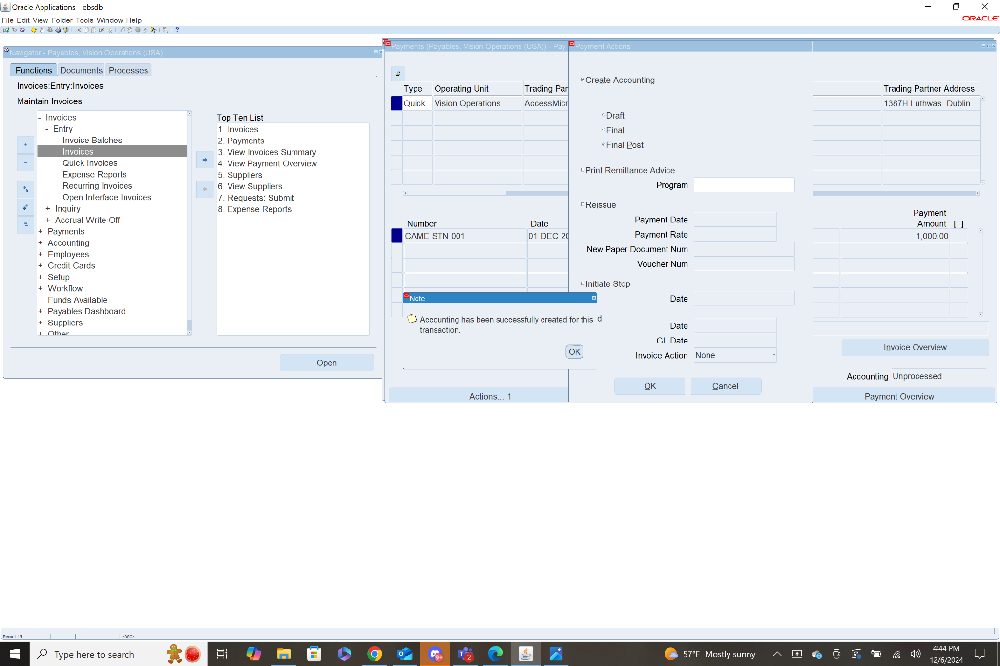 Oracle Applications - ebsdb
File Edit View Folder Tools Window Help
ORACLE
Navigator - Payables, Vision Operations (USA)
Functions Documents Processes
Invoices:Entry:Invoices
Maintain Invoices
- Invoices
- Entry
Invoice Batches
Invoices
Quick Invoices
Expense Reports
Recurring Invoices
Open Interface Invoices
+ Inquiry
+ Accrual Write-Off
+ Payments
+ Accounting
+ Employees
+ Credit Cards
+ Setup
+ Workflow
Funds Available
+ Payables Dashboard
+ Suppliers
+ Other
Top Ten List
1. Invoices
2. Payments
3. View Invoices Summary
4. View Payment Overview
5. Suppliers
6. View Suppliers
7. Requests: Submit
8. Expense Reports
Open
Payments (Payables, Vision Operations (USA)) - Pay
Type Operating Unit Trading Par Trading Partner Address
Quick Vision Operations AccessMicr 1387H Luthwas Dublin
Number Date Payment Amount [ ]
CAME-STN-001 01-DEC-20 1,000.00
Invoice Overview
Accounting Unprocessed
Actions... 1
Payment Overview
Payment Actions
Create Accounting
Draft
Final
Final Post
Print Remittance Advice
Program
Reissue
Payment Date
Payment Rate
New Paper Document Num
Voucher Num
Initiate Stop
Date
d
Date
GL Date
Invoice Action None
OK Cancel
Note
Accounting has been successfully created for this
transaction.
OK
Record: 1/1 ... <OSC>
Type here to search
9+
2
57°F Mostly sunny
4:44 PM
12/6/2024